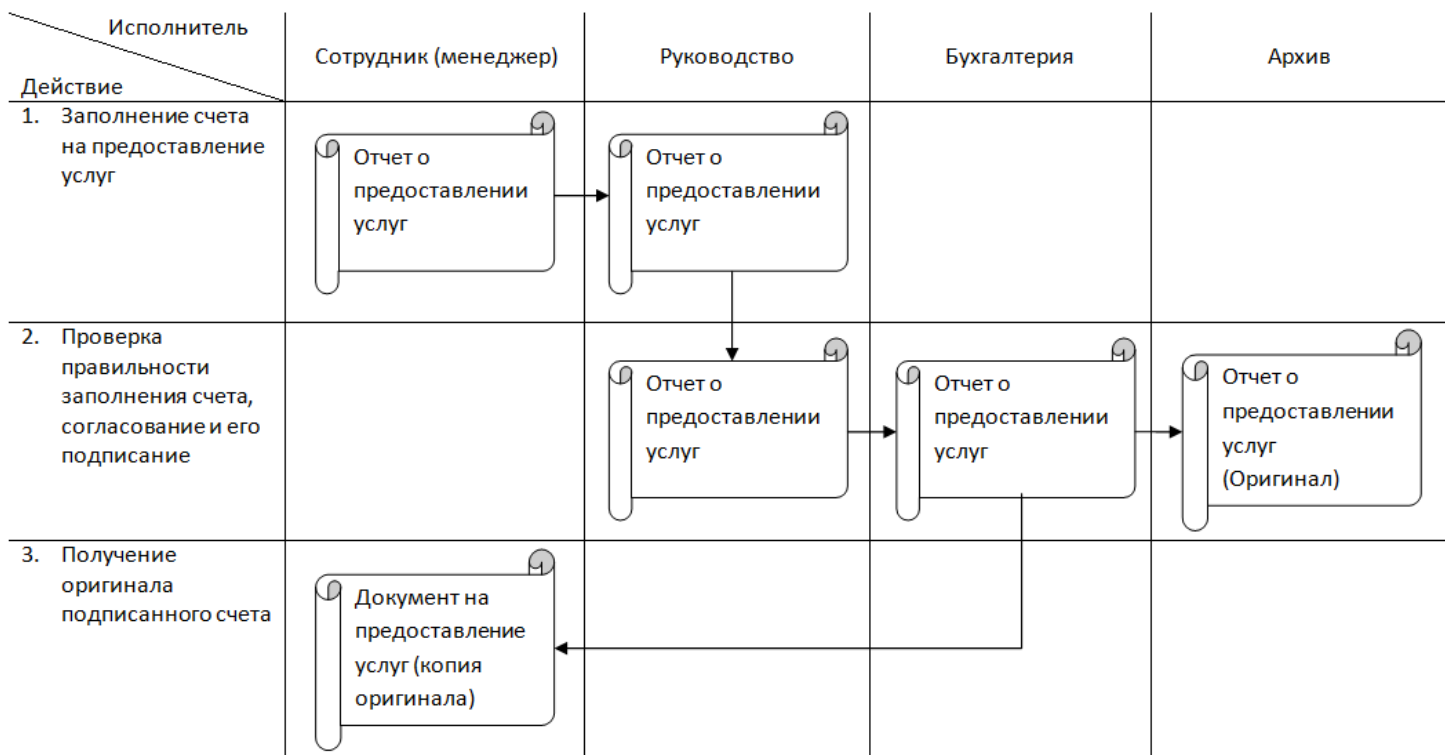 Исполнитель
Действие
Сотрудник (менеджер)
Руководство
Бухгалтерия
Архив
1. Заполнение счета
на предоставление
услуг
Отчет о
предоставлении
услуг
Отчет о
предоставлении
услуг
2. Проверка
правильности
заполнения счета,
согласование и его
подписание
Отчет о
предоставлении
услуг
Отчет о
предоставлении
услуг
Отчет о
предоставлении
услуг
(Оригинал)
3. Получение
оригинала
подписанного счета
Документ на
предоставление
услуг (копия
оригинала)